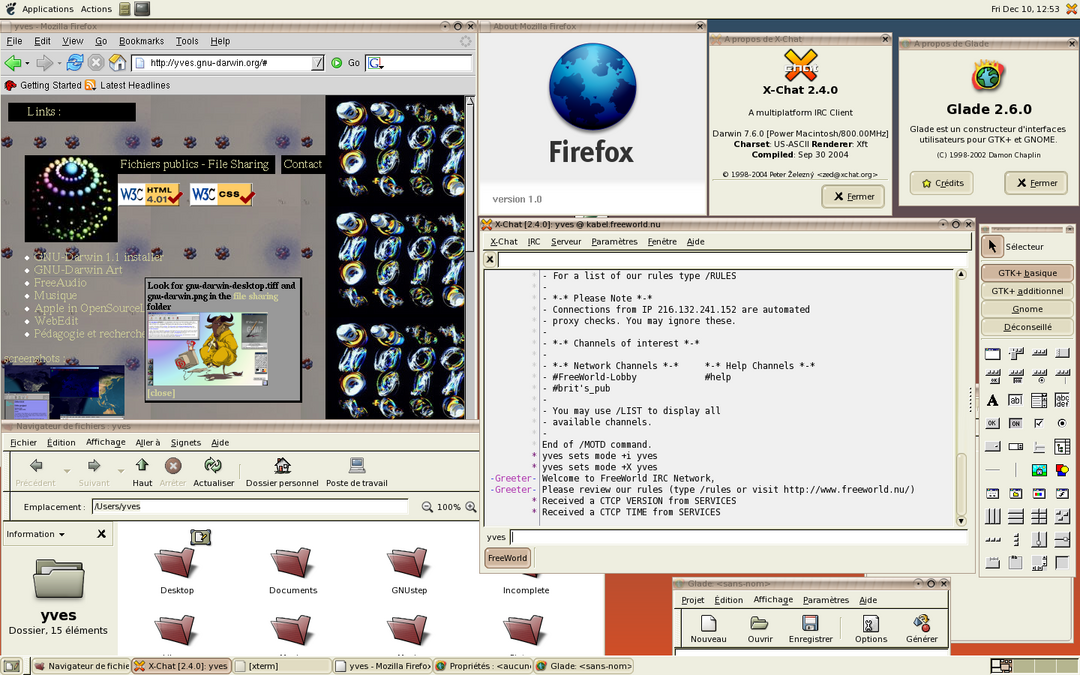 Applications Actions
Fri Dec 10, 12:53
yves - Mozilla Firefox
File Edit View Go Bookmarks Tools Help
http://yves.gnu-darwin.org/#
Go
Getting Started Latest Headlines
Links :
Fichiers publics - File Sharing Contact
W3C HTML 4.01
W3C css
GNU-Darwin 1.1 installer
GNU-Darwin Art
FreeAudio
Musique
Apple in OpenSource
WebEdit
Pédagogie et recherche
screenshots :
Look for gnu-darwin-desktop.tiff and
gnu-darwin.png in the file sharing
folder
[close]
About Mozilla Firefox
Firefox
version 1.0
A propos de X-Chat
X-Chat 2.4.0
A multiplatform IRC Client
Darwin 7.6.0 [Power Macintosh/800.00MHz]
Charset: US-ASCII Renderer: Xft
Compiled: Sep 30 2004
© 1998-2004 Peter Železný <zed@xchat.org>
Fermer
A propos de Glade
Glade 2.6.0
Glade est un constructeur d'interfaces
utilisateurs pour GTK+ et GNOME.
(C) 1998-2002 Damon Chaplin
Crédits
Fermer
X-Chat [2.4.0]: yves @ kabel.freeworld.nu
X-Chat IRC Serveur Paramètres Fenêtre Aide
- For a list of our rules type /RULES
-
- *-* Please Note *-*
- Connections from IP 216.132.241.152 are automated
- proxy checks. You may ignore these.
-
- *-* Channels of interest *-*
-
- *-* Network Channels *-* *-* Help Channels *-*
- #FreeWorld-Lobby #help
- #brit's_pub
-
- You may use /LIST to display all
- available channels.
-
End of /MOTD command.
* yves sets mode +i yves
* yves sets mode +X yves
-Greeter- Welcome to FreeWorld IRC Network,
-Greeter- Please review our rules (type /rules or visit http://www.freeworld.nu/)
* Received a CTCP VERSION from SERVICES
* Received a CTCP TIME from SERVICES
yves
FreeWorld
Sélecteur
GTK+ basique
GTK+ additionnel
Gnome
Déconseillé
Navigateur de fichiers : yves
Fichier Édition Affichage Aller à Signets Aide
Précédent Suivant Haut Arrêter Actualiser Dossier personnel Poste de travail
Emplacement : /Users/yves
100%
Information
yves
Dossier, 15 éléments
Desktop Documents GNUstep Incomplete
Glade: <sans-nom>
Projet Édition Affichage Paramètres Aide
Nouveau Ouvrir Enregistrer Options Générer
Navigateur de fichie
X-Chat [2.4.0]: yves
[xterm]
yves - Mozilla Firefo
Propriétés : <aucun
Glade: <sans-nom>